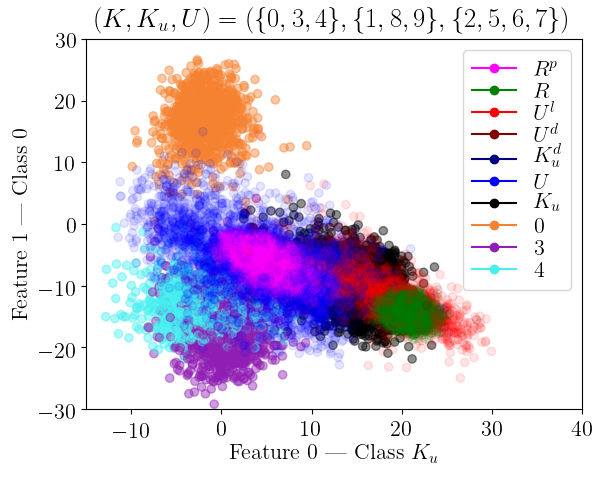 (K, K_u, U) = ({0, 3, 4}, {1, 8, 9}, {2, 5, 6, 7})
30
20
10
0
−10
−20
−30
Feature 1 — Class 0
R^p
R
U^l
U^d
K_u^d
U
K_u
0
3
4
−10
0
10
20
30
40
Feature 0 — Class K_u